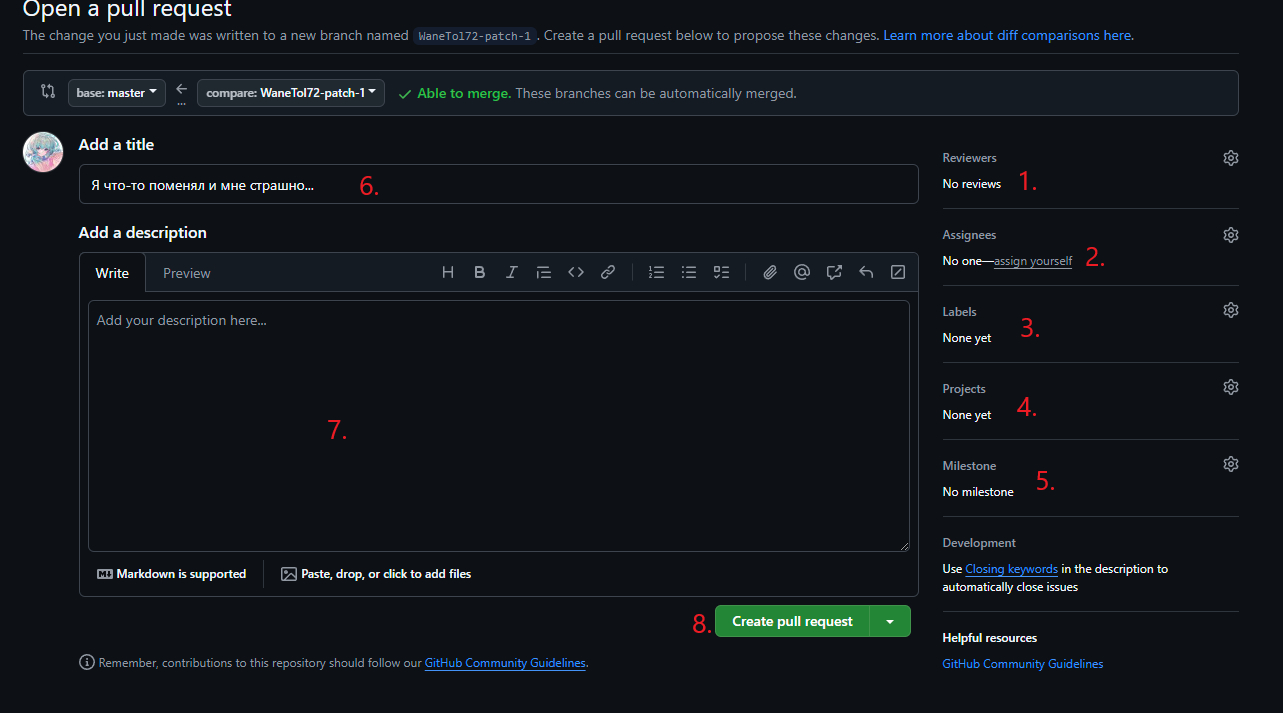 Open a pull request
The change you just made was written to a new branch named WaneTol72-patch-1. Create a pull request below to propose these changes. Learn more about diff comparisons here.
base: master ... compare: WaneTol72-patch-1 Able to merge. These branches can be automatically merged.
Add a title
Я что-то поменял и мне страшно... 6.
Add a description
Write Preview H B I
Add your description here...
7.
Markdown is supported Paste, drop, or click to add files
8. Create pull request
Remember, contributions to this repository should follow our GitHub Community Guidelines.
Reviewers
No reviews 1.
Assignees
No one—assign yourself 2.
Labels
None yet 3.
Projects
None yet 4.
Milestone
No milestone 5.
Development
Use Closing keywords in the description to
automatically close issues
Helpful resources
GitHub Community Guidelines